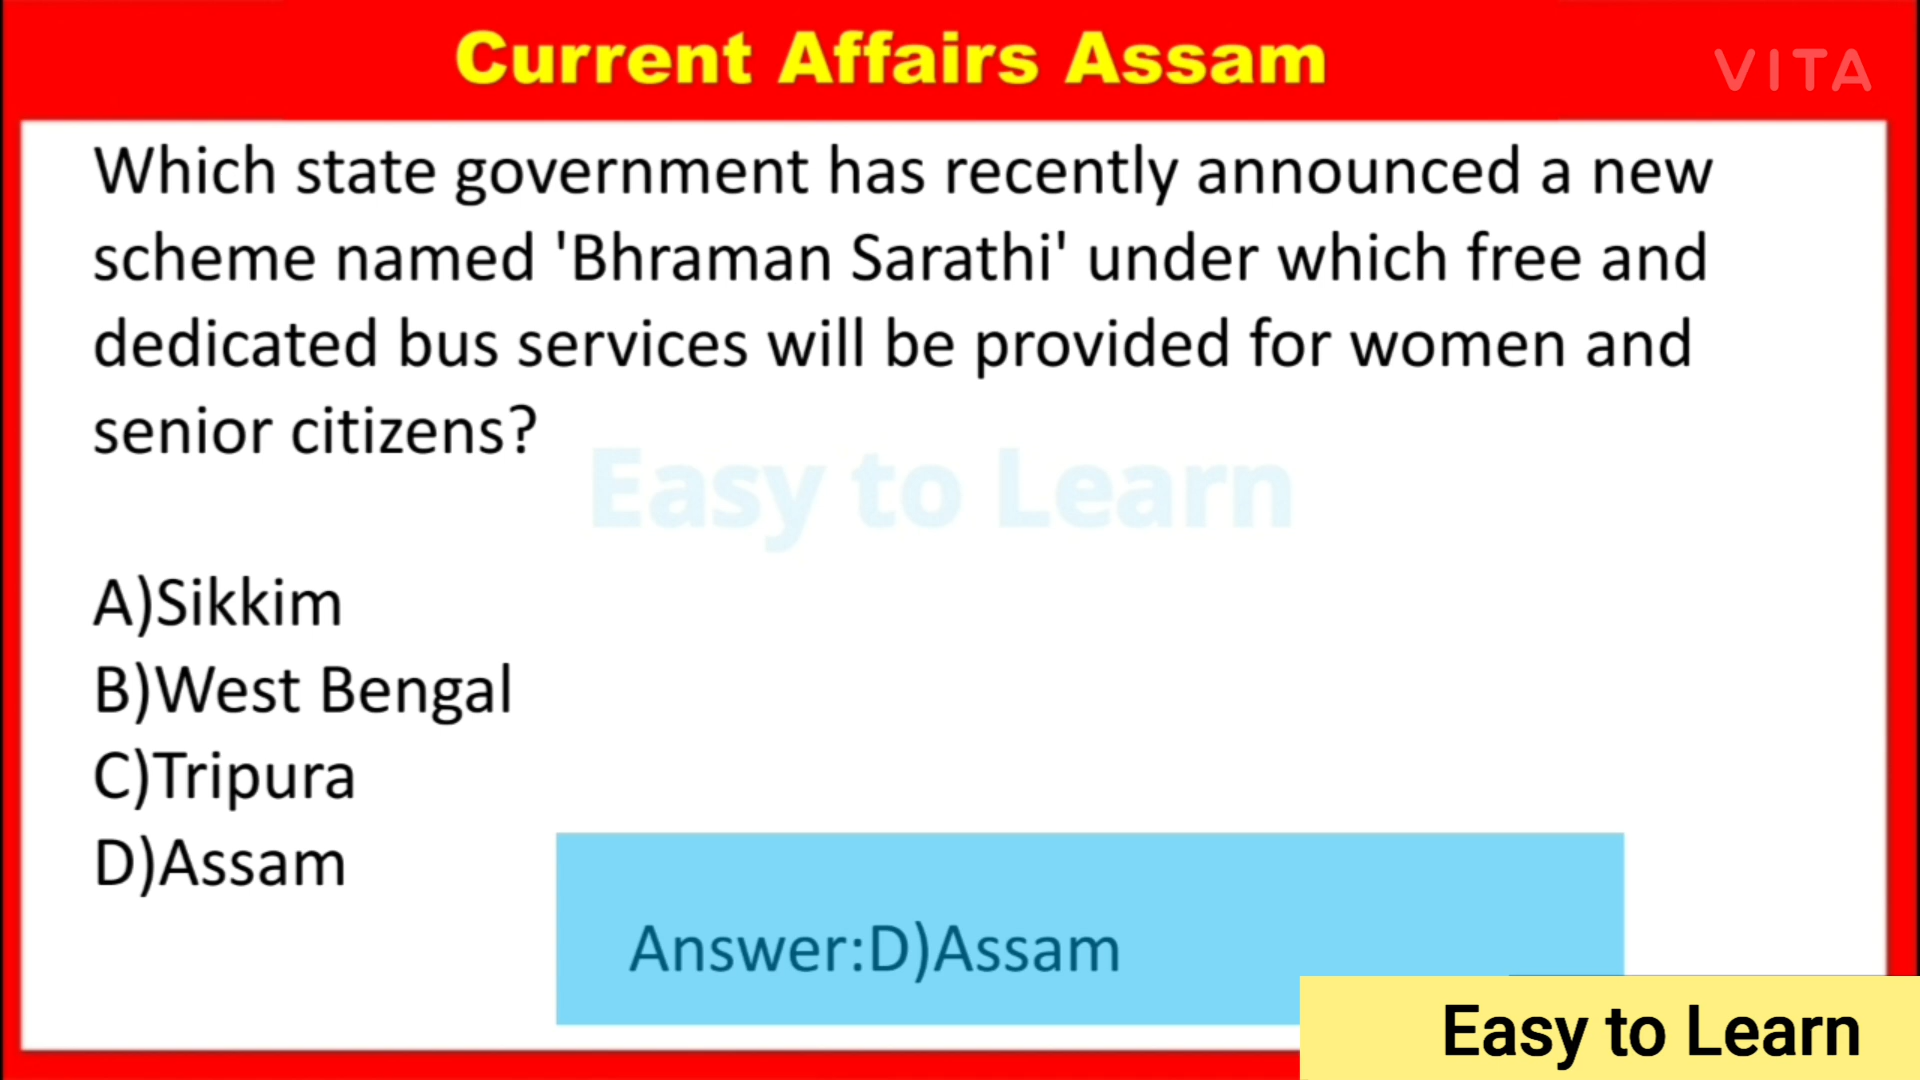 Current Affairs Assam
VITA
Which state government has recently announced a new
scheme named 'Bhraman Sarathi' under which free and
dedicated bus services will be provided for women and
senior citizens?
Easy to Learn
A)Sikkim
B)West Bengal
C)Tripura
D)Assam
Answer:D)Assam
Easy to Learn